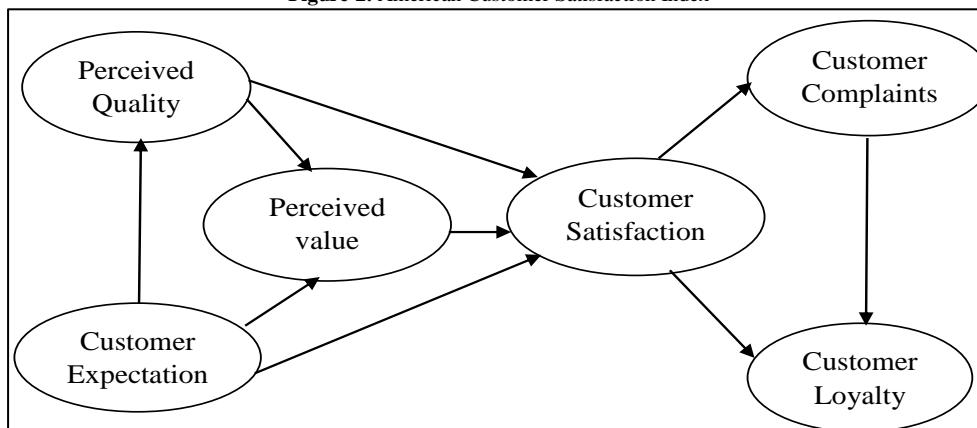 Figure 2. American Customer Satisfaction Index
Perceived
Quality
Customer
Complaints
Perceived
value
Customer
Satisfaction
Customer
Expectation
Customer
Loyalty